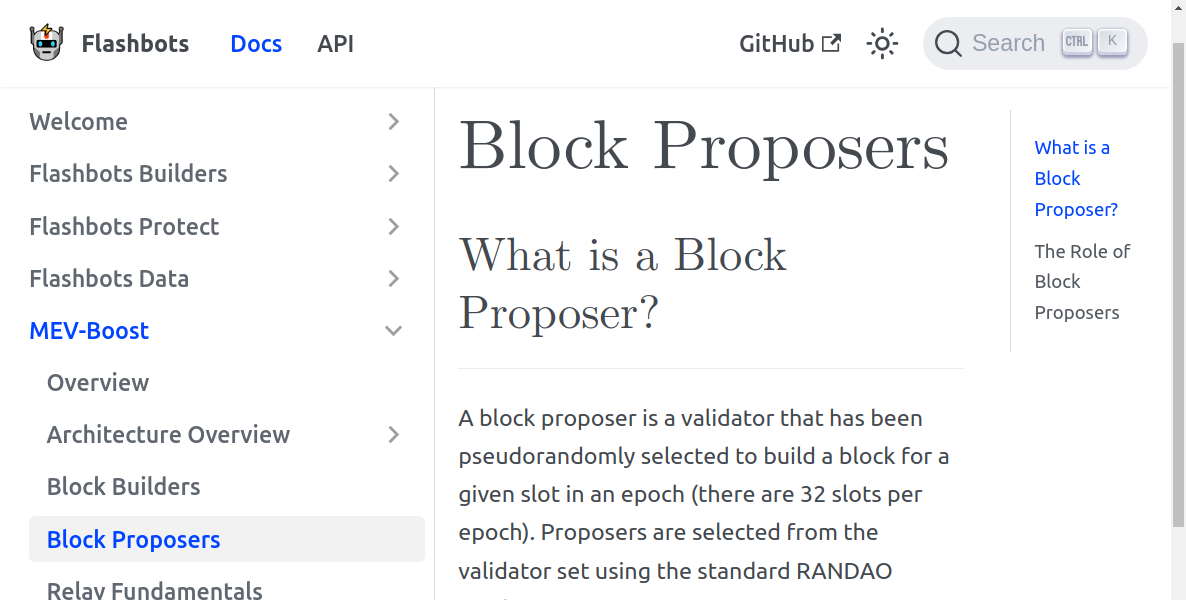 Flashbots Docs API GitHub Search CTRL K
Welcome
Flashbots Builders
Flashbots Protect
Flashbots Data
MEV-Boost
Overview
Architecture Overview
Block Builders
Block Proposers
Relay Fundamentals
Block Proposers
What is a Block
Proposer?
A block proposer is a validator that has been
pseudorandomly selected to build a block for a
given slot in an epoch (there are 32 slots per
epoch). Proposers are selected from the
validator set using the standard RANDAO
What is a
Block
Proposer?
The Role of
Block
Proposers